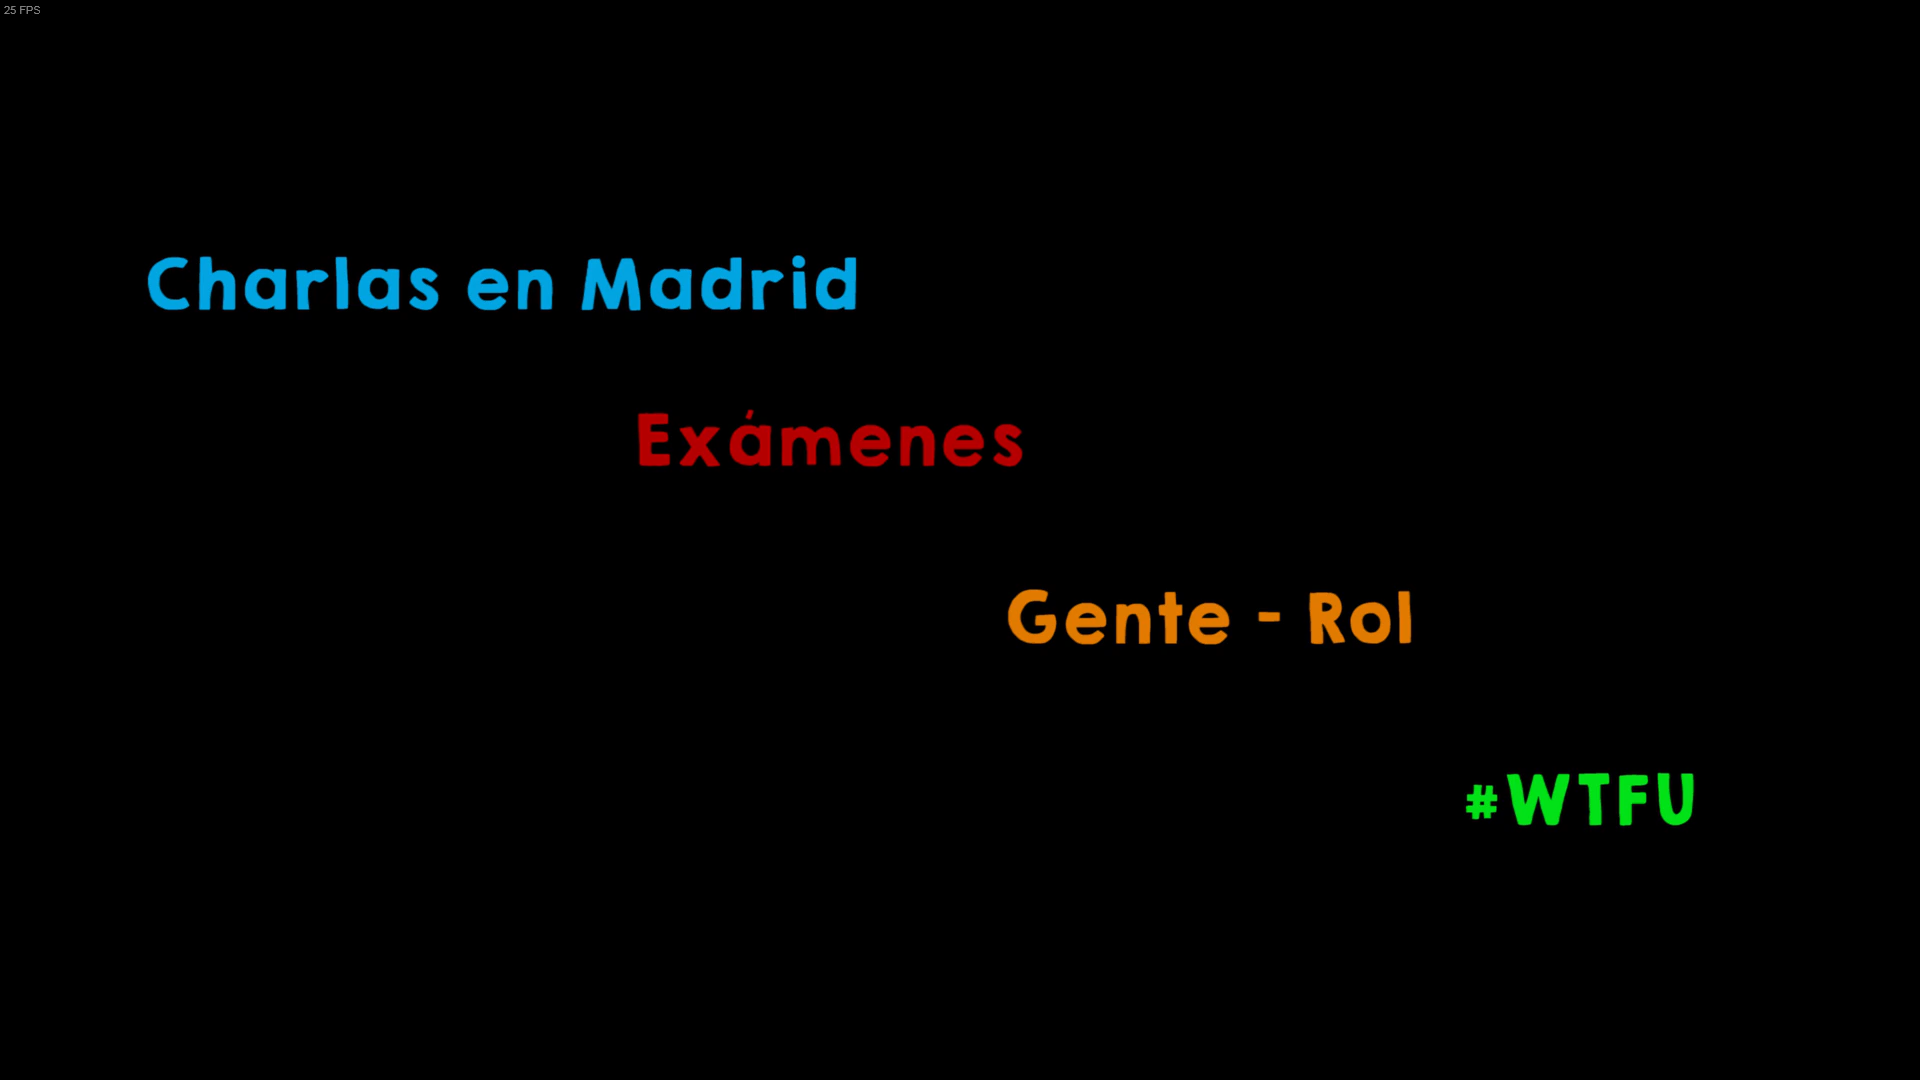 25 FPS
Charlas en Madrid
Exámenes
Gente - Rol
#WTFU